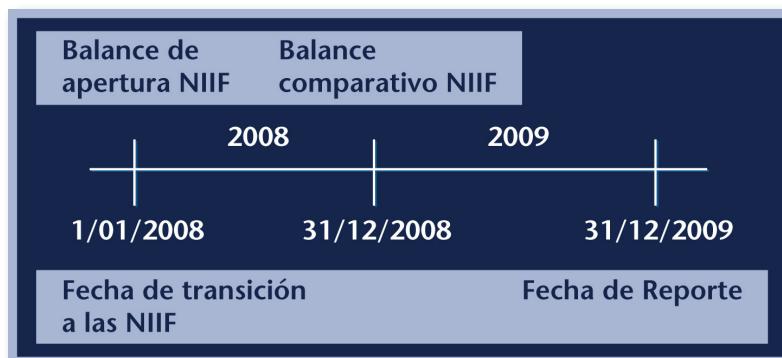 Balance de
apertura NIIF
Balance
comparativo NIIF
2008
2009
1/01/2008
31/12/2008
31/12/2009
Fecha de transición
a las NIIF
Fecha de Reporte